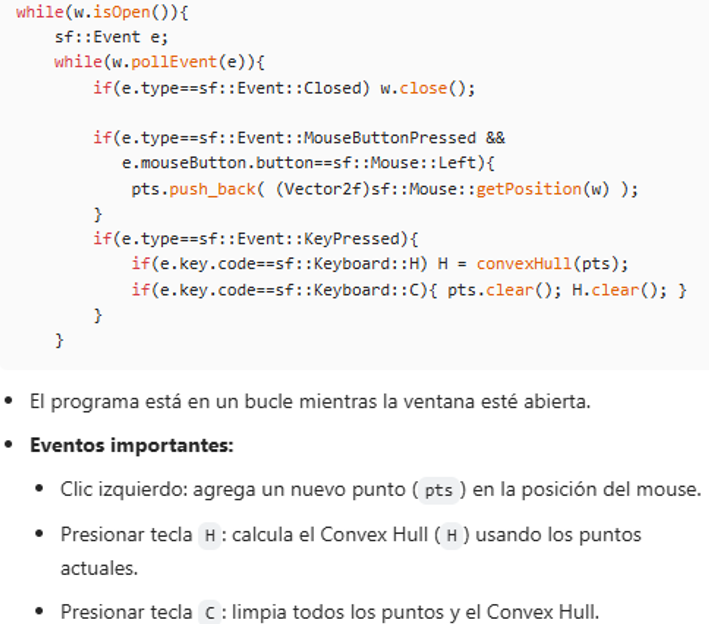 while(w.isOpen()){
    sf::Event e;
    while(w.pollEvent(e)){
        if(e.type==sf::Event::Closed) w.close();

        if(e.type==sf::Event::MouseButtonPressed &&
           e.mouseButton.button==sf::Mouse::Left){
            pts.push_back( (Vector2f)sf::Mouse::getPosition(w) );
        }
        if(e.type==sf::Event::KeyPressed){
            if(e.key.code==sf::Keyboard::H) H = convexHull(pts);
            if(e.key.code==sf::Keyboard::C){ pts.clear(); H.clear(); }
        }
    }
• El programa está en un bucle mientras la ventana esté abierta.
• Eventos importantes:
• Clic izquierdo: agrega un nuevo punto ( pts ) en la posición del mouse.
• Presionar tecla H : calcula el Convex Hull ( H ) usando los puntos
actuales.
• Presionar tecla C : limpia todos los puntos y el Convex Hull.